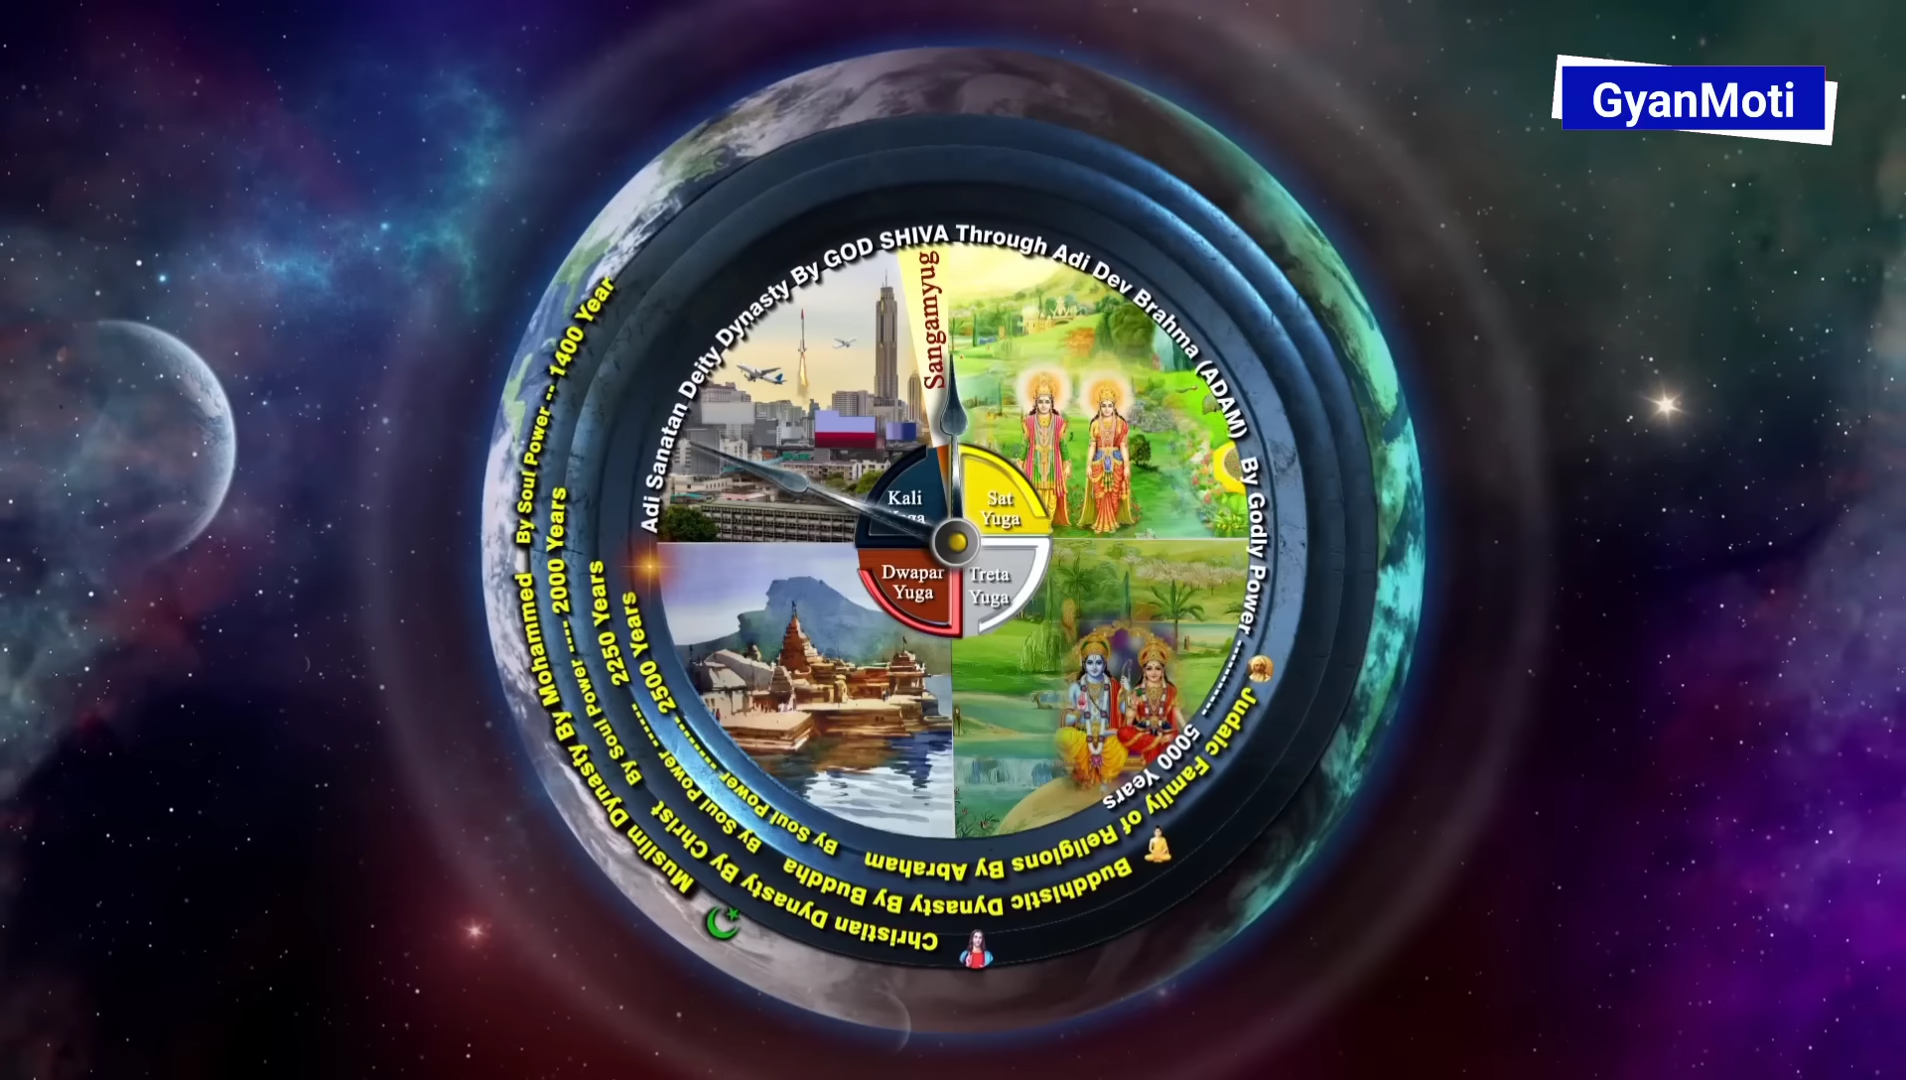 GyanMoti
Adi Sanatan Deity Dynasty By GOD SHIVA Through Adi Dev Brahma (ADAM) By Godly Power ---------- 5000 Years
Sangamyug
Kali
Yuga
Sat
Yuga
Dwapar
Yuga
Treta
Yuga
Judaic Family of Religions By Abraham By Soul Power --------- 2500 Years
Buddhistic Dynasty By Buddha By Soul Power ----- ---- 2250 Years
Christian Dynasty By Christ By Soul Power ---- 2000 Years
Muslim Dynasty By Mohammed By Soul Power -- 1400 Year